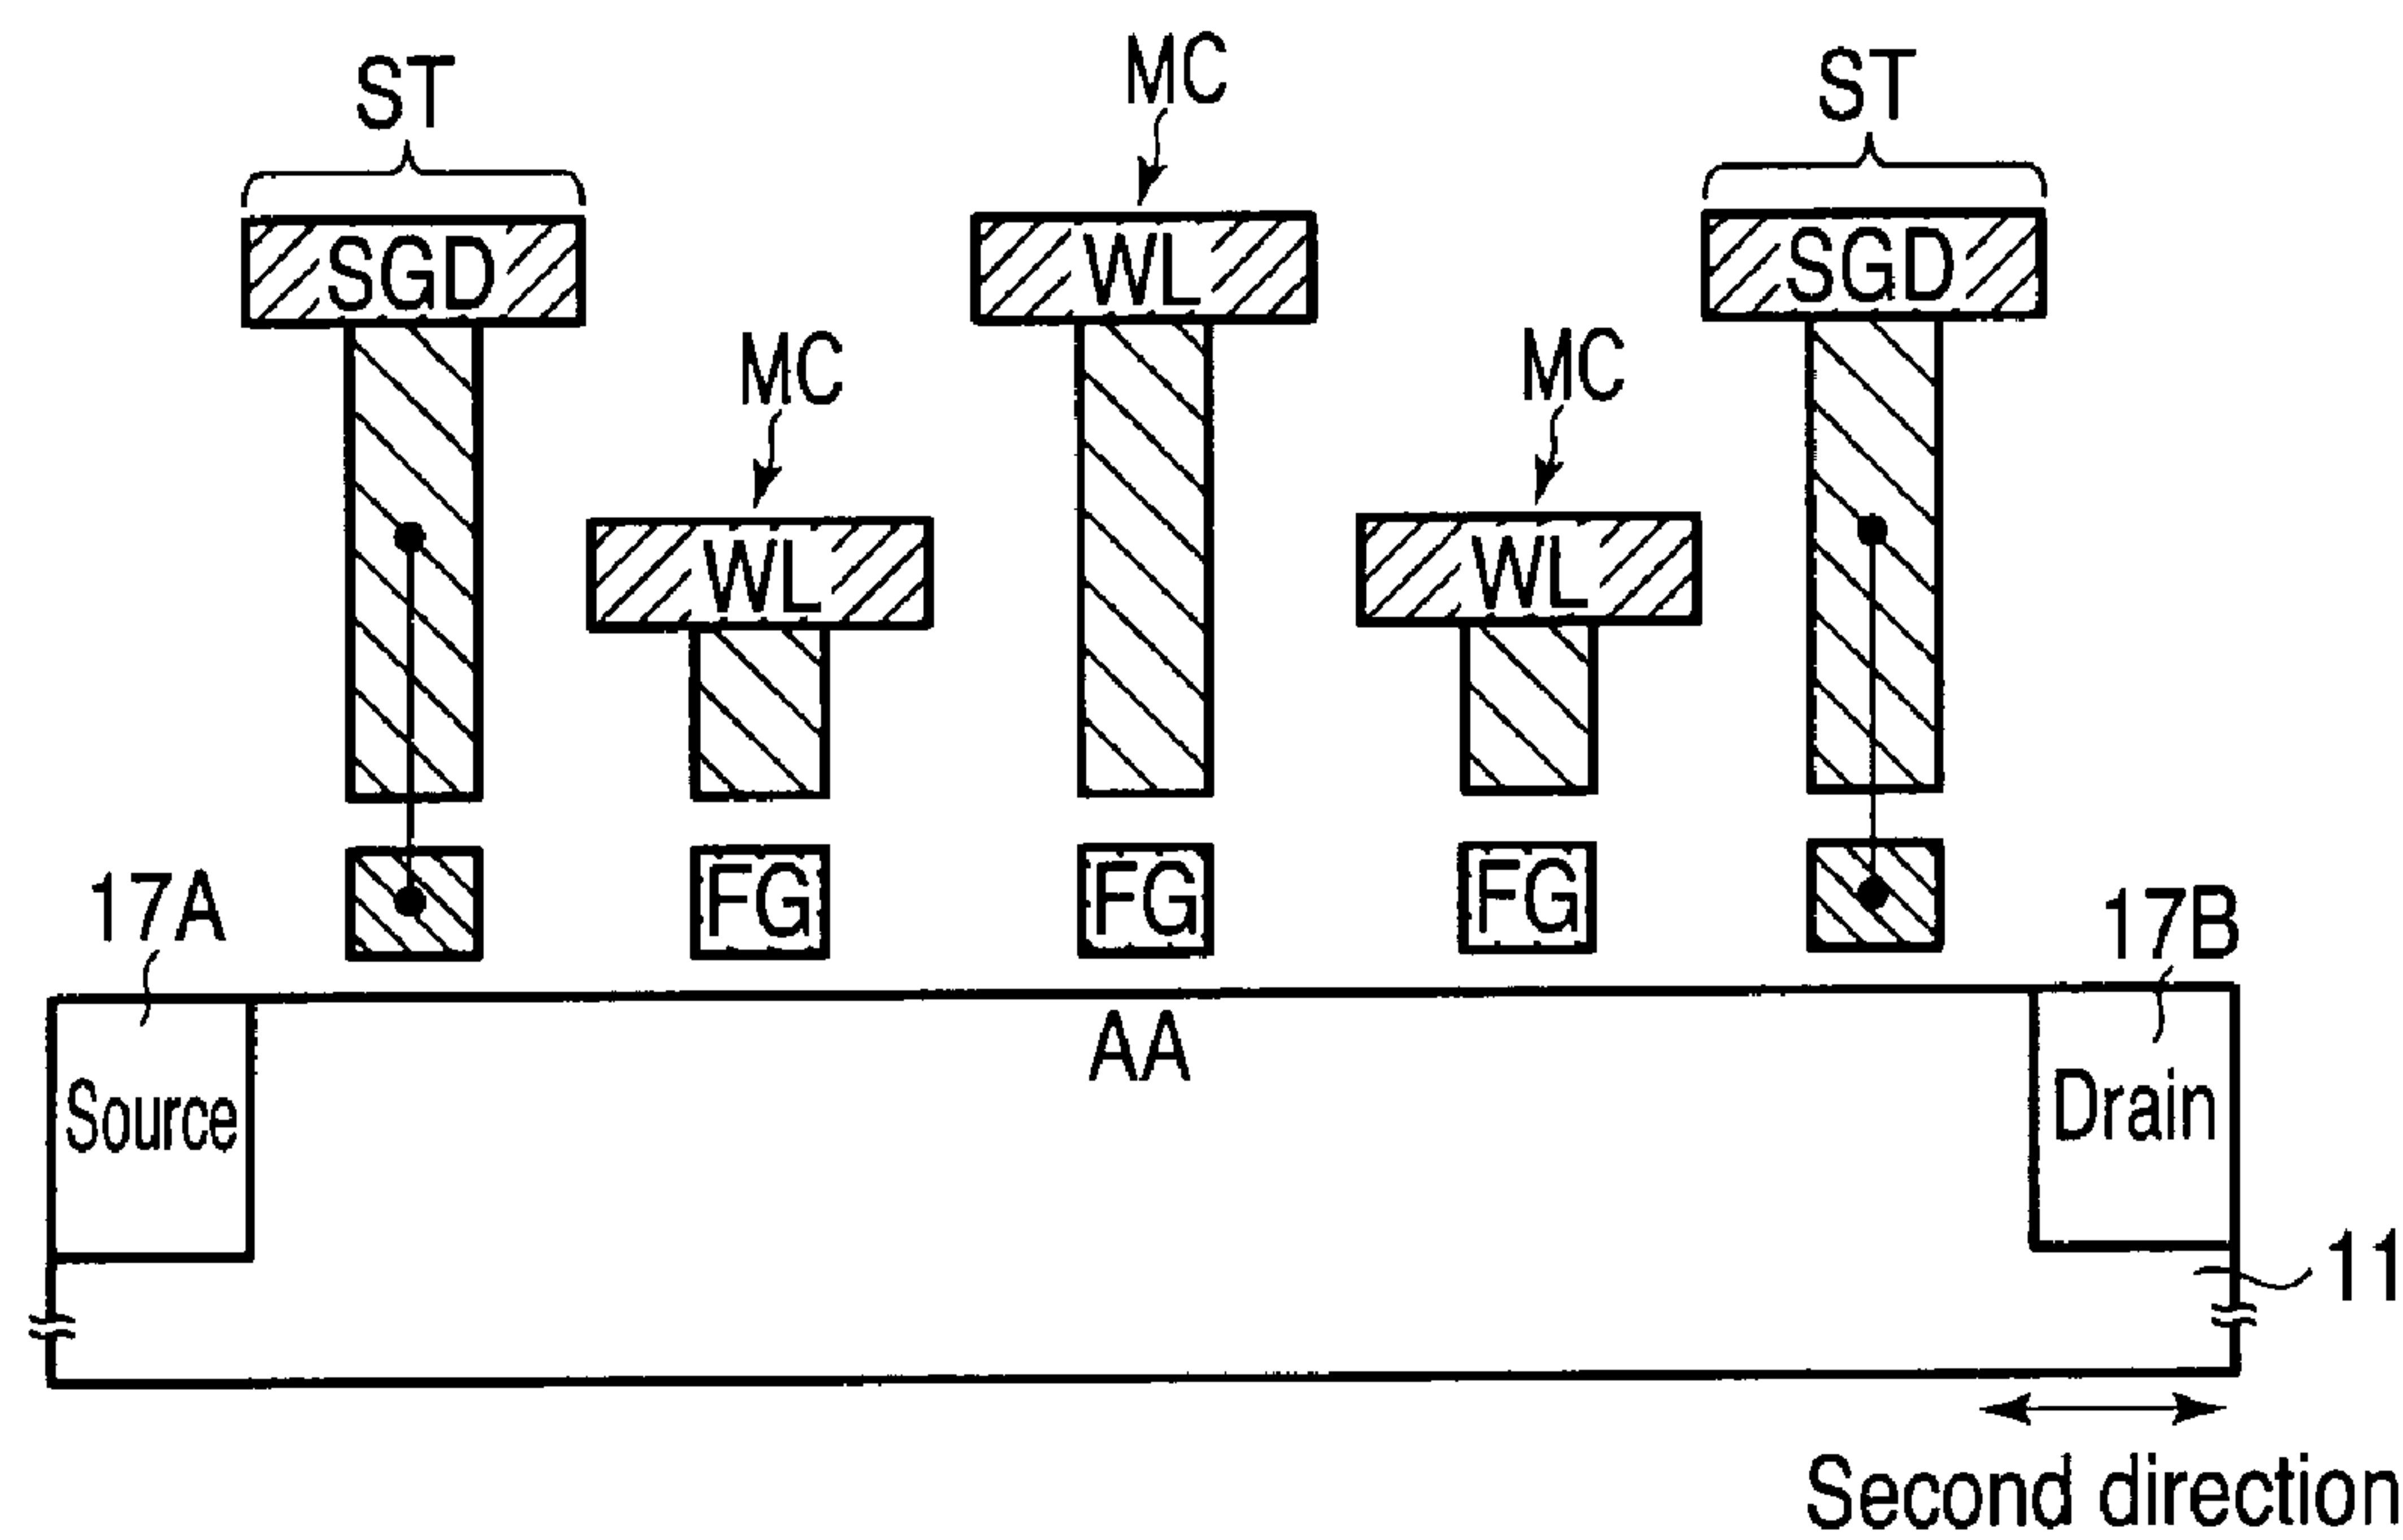 MC
ST
ST
SGD
WL
SGD
MC
MC
WL
WL
17A
FG
FG
FG
17B
AA
Source
Drain
11
Second direction